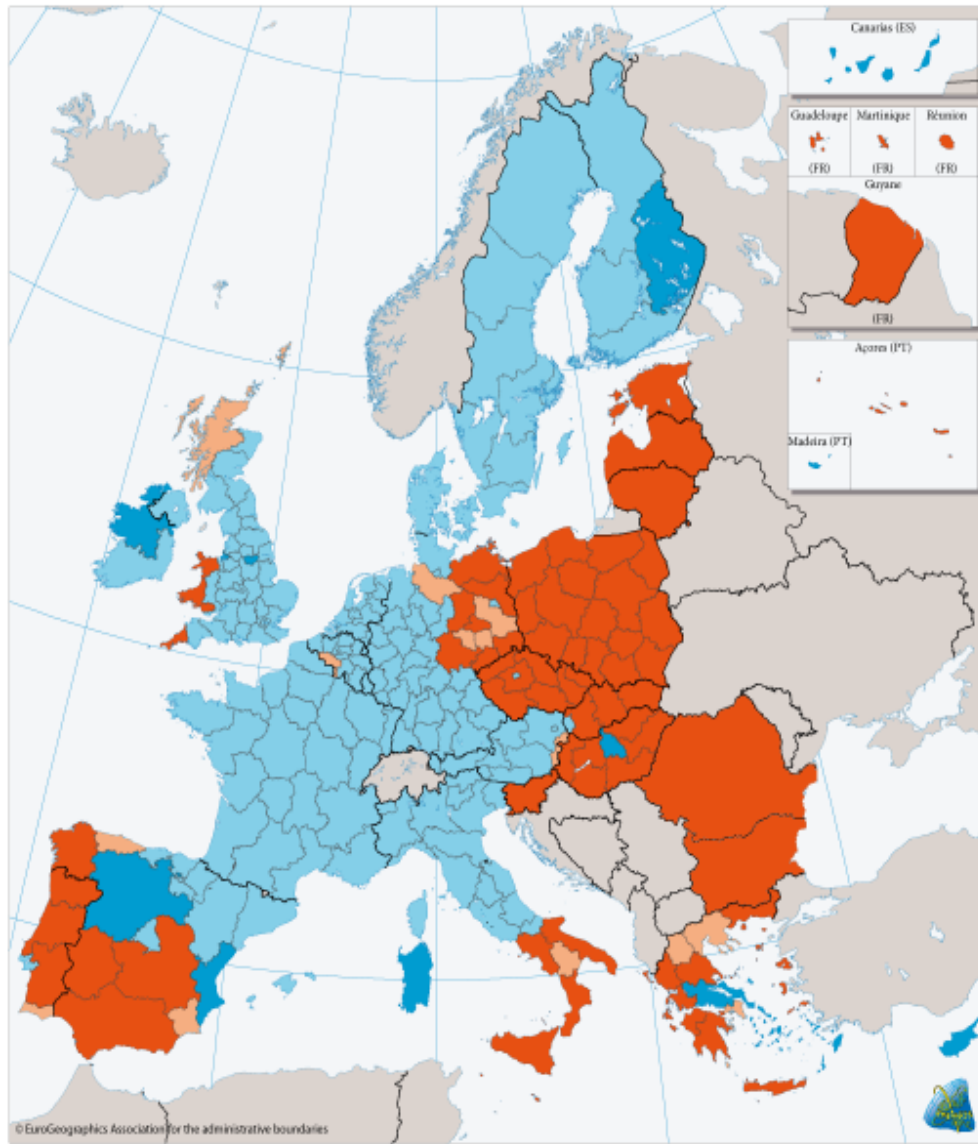 Canarias (ES)
Guadeloupe Martinique Réunion
(FR) (FR) (FR)
Guyane
(FR)
Açores (PT)
Madeira (PT)
© EuroGeographics Association for the administrative boundaries